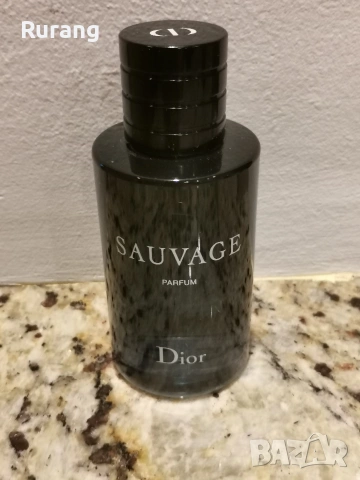 Rurang
CD
SAUVAGE
PARFUM
Dior
BAZAR